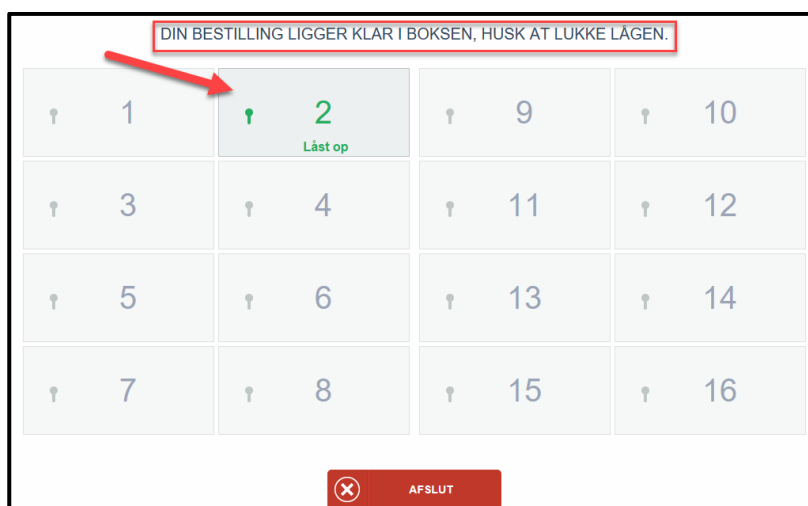 DIN BESTILLING LIGGER KLAR I BOKSEN, HUSK AT LUKKE LÅGEN.
1 2 9 10
Låst op
3 4 11 12
5 6 13 14
7 8 15 16
AFSLUT